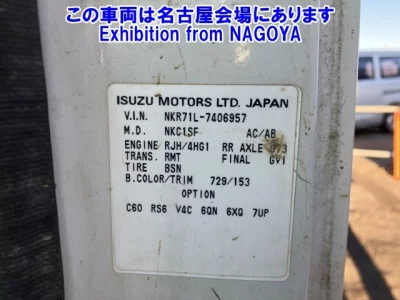 この車両は名古屋会場にあります
Exhibition from NAGOYA
ISUZU MOTORS LTD. JAPAN
V.I.N. NKR71L-7406957
M.D. NKC1SF AC/AB
ENGINE RJH/4HG1 RR AXLE 073
TRANS. RMT FINAL GV1
TIRE BSN
B.COLOR/TRIM 729/153
OPTION
C60 RS6 V4C 6QN 6XQ 7UP